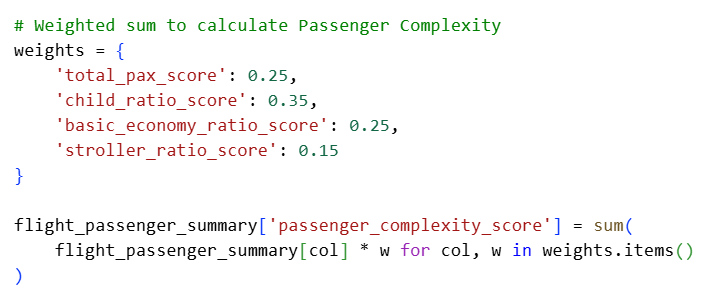 # Weighted sum to calculate Passenger Complexity
weights = {
    'total_pax_score': 0.25,
    'child_ratio_score': 0.35,
    'basic_economy_ratio_score': 0.25,
    'stroller_ratio_score': 0.15
}

flight_passenger_summary['passenger_complexity_score'] = sum(
    flight_passenger_summary[col] * w for col, w in weights.items()
)